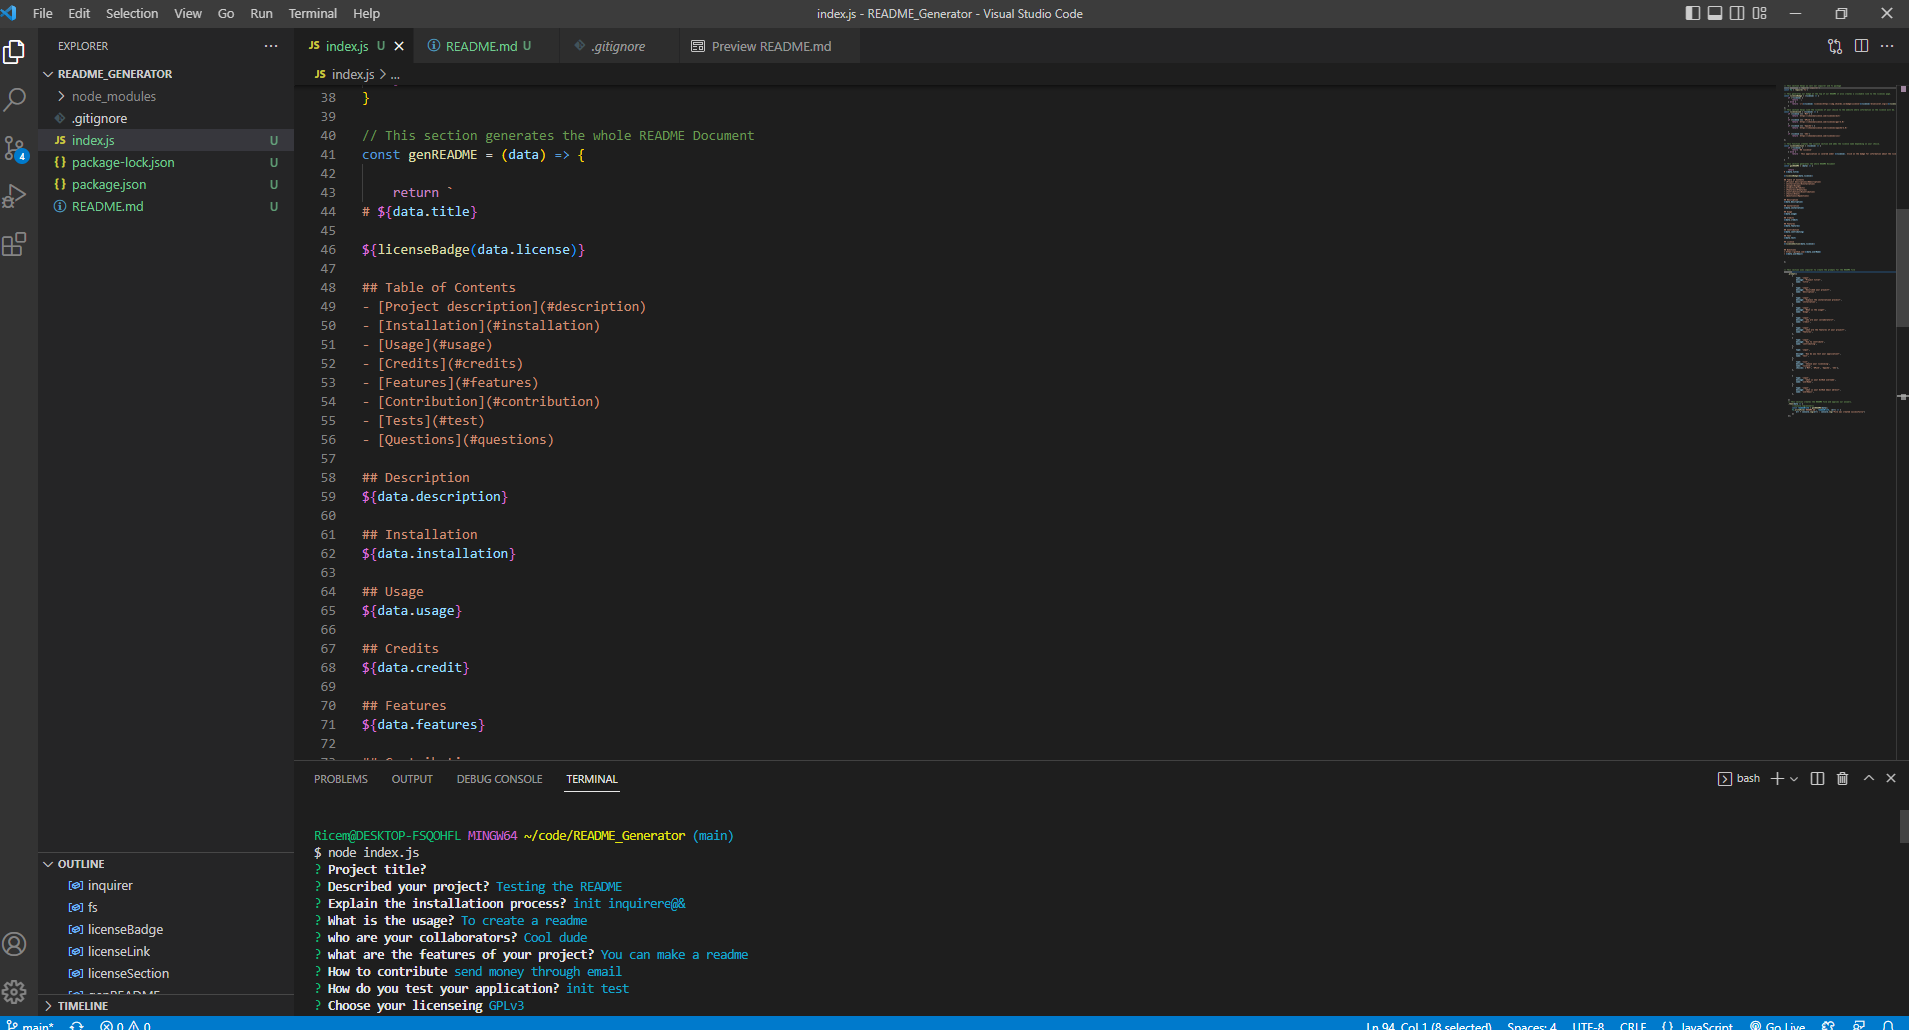 File Edit Selection View Go Run Terminal Help
index.js - README_Generator - Visual Studio Code
EXPLORER
README_GENERATOR
node_modules
.gitignore
JS index.js U
{} package-lock.json U
{} package.json U
README.md U
4
OUTLINE
inquirer
fs
licenseBadge
licenseLink
licenseSection
genREADME
TIMELINE
JS index.js U
README.md U
.gitignore
Preview README.md
JS index.js > ...
38 }
39
40 // This section generates the whole README Document
41 const genREADME = (data) => {
42
43 return `
44 # ${data.title}
45
46 ${licenseBadge(data.license)}
47
48 ## Table of Contents
49 - [Project description](#description)
50 - [Installation](#installation)
51 - [Usage](#usage)
52 - [Credits](#credits)
53 - [Features](#features)
54 - [Contribution](#contribution)
55 - [Tests](#test)
56 - [Questions](#questions)
57
58 ## Description
59 ${data.description}
60
61 ## Installation
62 ${data.installation}
63
64 ## Usage
65 ${data.usage}
66
67 ## Credits
68 ${data.credit}
69
70 ## Features
71 ${data.features}
72
PROBLEMS OUTPUT DEBUG CONSOLE TERMINAL
bash
Ricem@DESKTOP-FSQOHFL MINGW64 ~/code/README_Generator (main)
$ node index.js
? Project title?
? Described your project? Testing the README
? Explain the installatioon process? init inquirere@&
? What is the usage? To create a readme
? who are your collaborators? Cool dude
? what are the features of your project? You can make a readme
? How to contribute send money through email
? How do you test your application? init test
? Choose your licenseing GPLv3
main* 0 0
Ln 94, Col 1 (8 selected) Spaces: 4 UTF-8 CRLF {} JavaScript Go Live